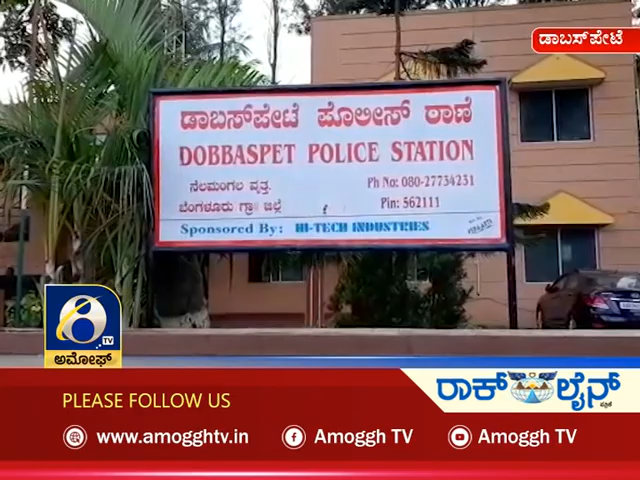 ಡಾಬಸ್‌ಪೇಟೆ
ಡಾಬಸ್‌ಪೇಟೆ ಪೊಲೀಸ್ ಠಾಣೆ
DOBBASPET POLICE STATION
ನೆಲಮಂಗಲ ವೃತ್ತ Ph No: 080-27734231
ಬೆಂಗಳೂರು ಗ್ರಾ ಜಿಲ್ಲೆ Pin: 562111
Sponsored By: HI-TECH INDUSTRIES
TV
ಅಮೋಘ್
ರಾಕ್ ಲೈನ್
PLEASE FOLLOW US
www.amogghtv.in Amoggh TV Amoggh TV